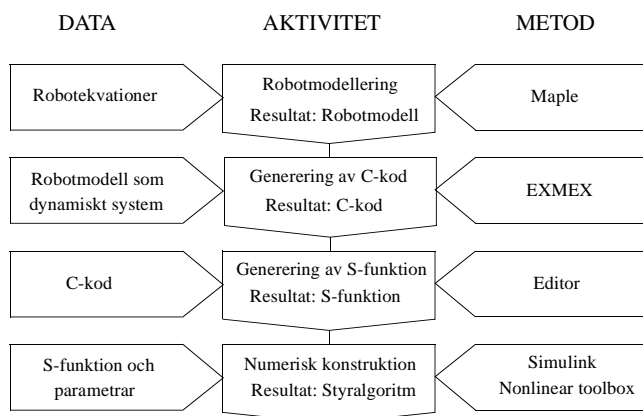 DATA
AKTIVITET
METOD
Robotekvationer
Robotmodellering
Resultat: Robotmodell
Maple
Robotmodell som
dynamiskt system
Generering av C-kod
Resultat: C-kod
EXMEX
C-kod
Generering av S-funktion
Resultat: S-funktion
Editor
S-funktion och
parametrar
Numerisk konstruktion
Resultat: Styralgoritm
Simulink
Nonlinear toolbox